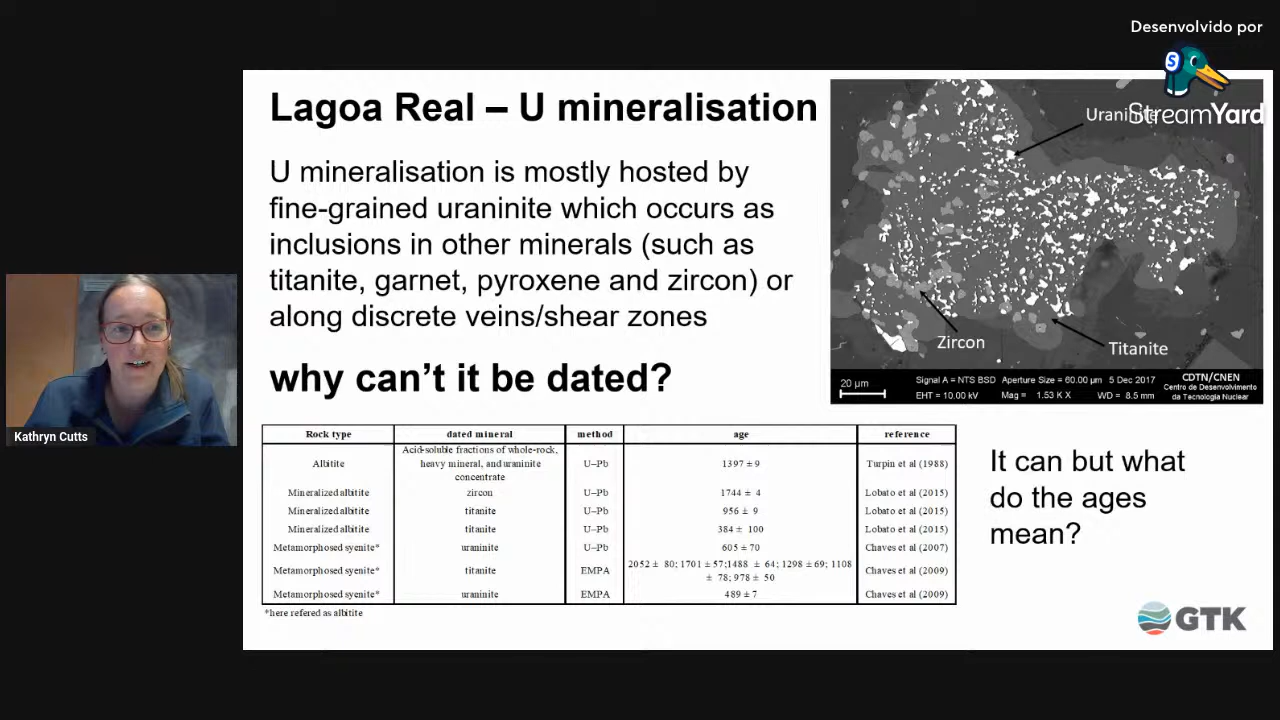 Desenvolvido por
StreamYard
Lagoa Real – U mineralisation
U mineralisation is mostly hosted by
fine-grained uraninite which occurs as
inclusions in other minerals (such as
titanite, garnet, pyroxene and zircon) or
along discrete veins/shear zones
why can’t it be dated?
Uraninite
Zircon
Titanite
20 µm
Signal A = NTS BSD Aperture Size = 60.00 µm 5 Dec 2017
EHT = 10.00 kV Mag = 1.53 K X WD = 8.5 mm
CDTN/CNEN
Centro de Desenvolvimento
da Tecnologia Nuclear
Kathryn Cutts
Rock type dated mineral method age reference
Albitite Acid-soluble fractions of whole-rock, heavy mineral, and uraninite concentrate U–Pb 1397 ± 9 Turpin et al (1988)
Mineralized albitite zircon U–Pb 1744 ± 4 Lobato et al (2015)
Mineralized albitite titanite U–Pb 956 ± 9 Lobato et al (2015)
Mineralized albitite titanite U–Pb 384 ± 100 Lobato et al (2015)
Metamorphosed syenite* uraninite U–Pb 605 ± 70 Chaves et al (2007)
Metamorphosed syenite* titanite EMPA 2052 ± 80; 1701 ± 57;1488 ± 64; 1298 ± 69; 1108 ± 78; 978 ± 50 Chaves et al (2009)
Metamorphosed syenite* uraninite EMPA 489 ± 7 Chaves et al (2009)
*here refered as albitite
It can but what
do the ages
mean?
GTK